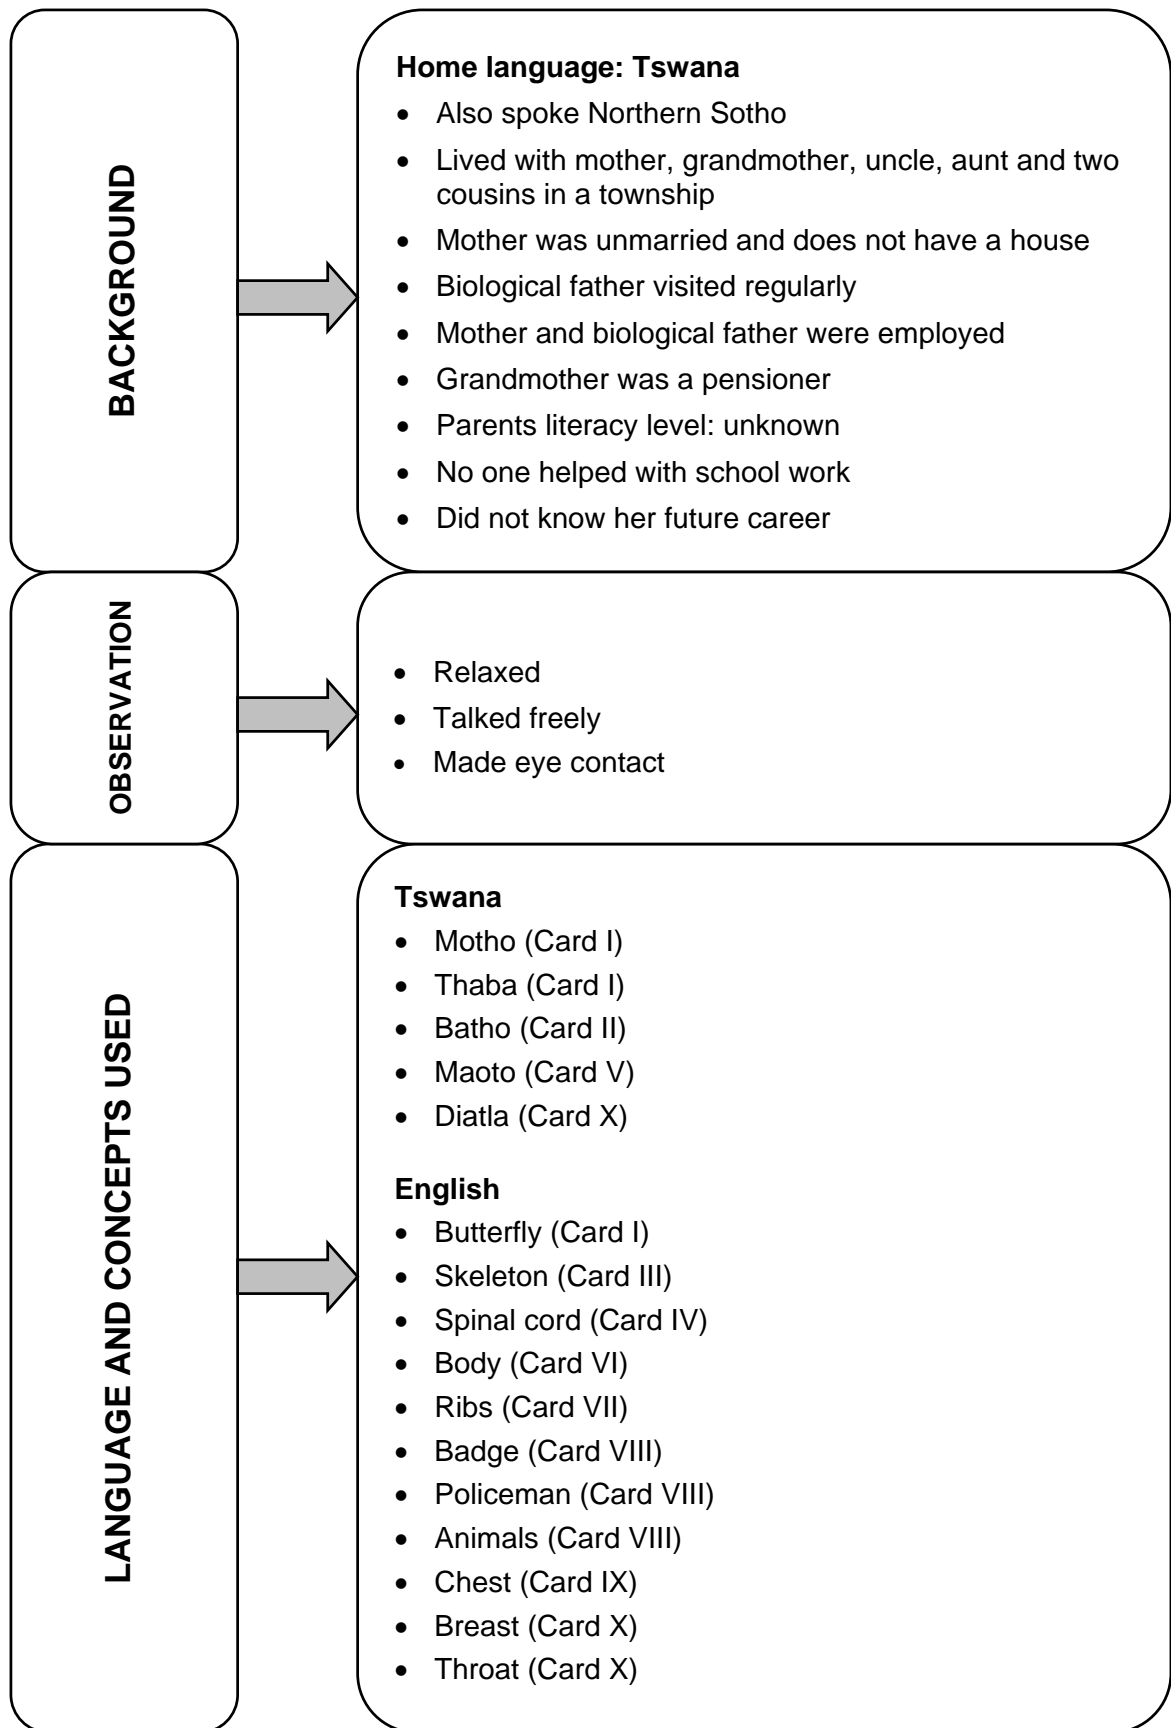 BACKGROUND
Home language: Tswana
• Also spoke Northern Sotho
• Lived with mother, grandmother, uncle, aunt and two
cousins in a township
• Mother was unmarried and does not have a house
• Biological father visited regularly
• Mother and biological father were employed
• Grandmother was a pensioner
• Parents literacy level: unknown
• No one helped with school work
• Did not know her future career
OBSERVATION
• Relaxed
• Talked freely
• Made eye contact
LANGUAGE AND CONCEPTS USED
Tswana
• Motho (Card I)
• Thaba (Card I)
• Batho (Card II)
• Maoto (Card V)
• Diatla (Card X)
English
• Butterfly (Card I)
• Skeleton (Card III)
• Spinal cord (Card IV)
• Body (Card VI)
• Ribs (Card VII)
• Badge (Card VIII)
• Policeman (Card VIII)
• Animals (Card VIII)
• Chest (Card IX)
• Breast (Card X)
• Throat (Card X)